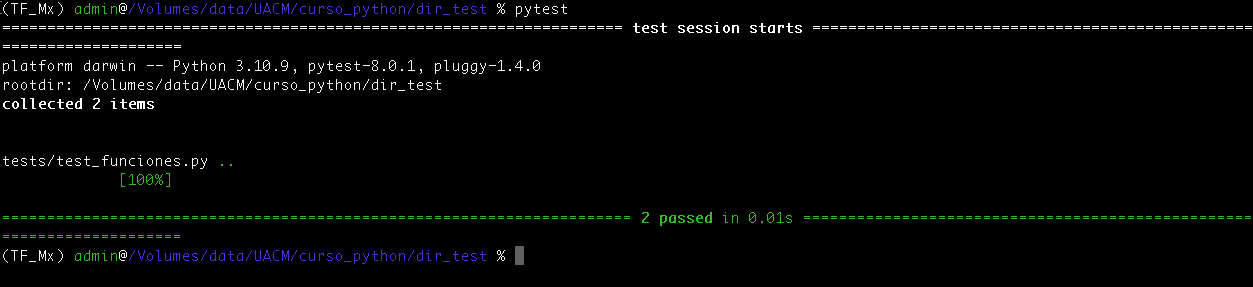 (TF_Mx) admin@/Volumes/data/UACM/curso_python/dir_test % pytest
===================================================================== test session starts =================================================
====================
platform darwin -- Python 3.10.9, pytest-8.0.1, pluggy-1.4.0
rootdir: /Volumes/data/UACM/curso_python/dir_test
collected 2 items
tests/test_funciones.py ..
[100%]
====================================================================== 2 passed in 0.01s ==================================================
====================
(TF_Mx) admin@/Volumes/data/UACM/curso_python/dir_test %